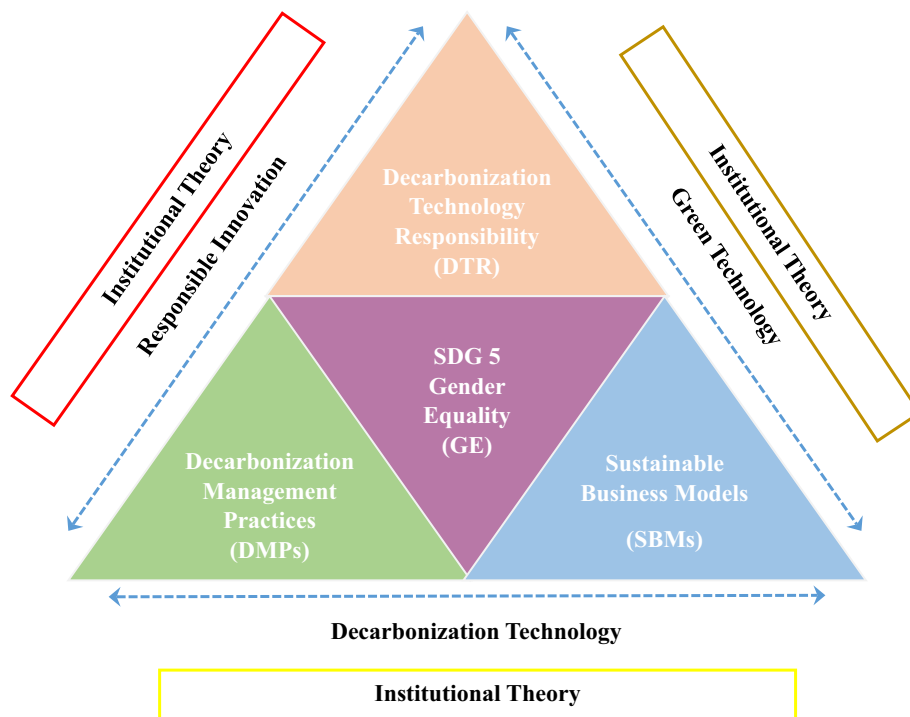 Institutional Theory
Responsible Innovation
Institutional Theory
Green Technology
Decarbonization
Technology
Responsibility
(DTR)
SDG 5
Gender
Equality
(GE)
Decarbonization
Management
Practices
(DMPs)
Sustainable
Business Models
(SBMs)
Decarbonization Technology
Institutional Theory